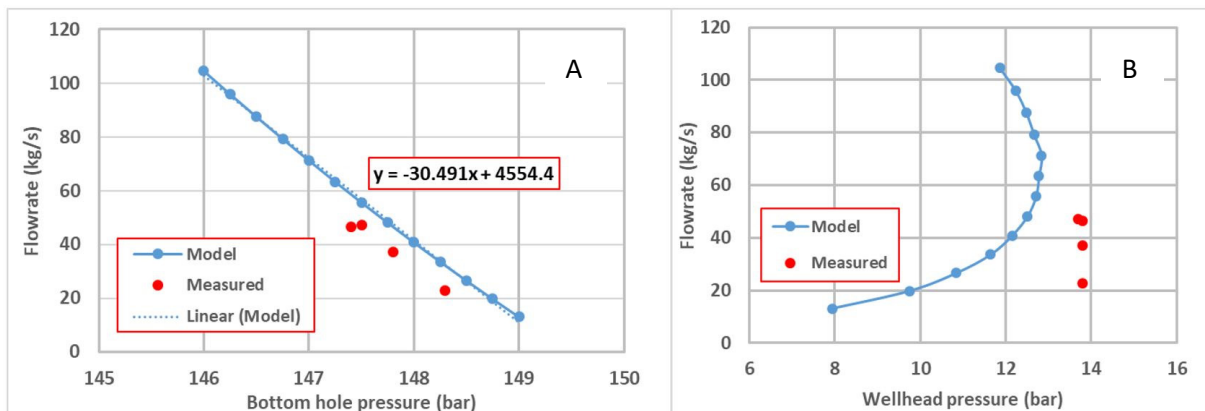 A
Flowrate (kg/s)
120
100
80
60
40
20
0
y = -30.491x + 4554.4
Model
Measured
Linear (Model)
145 146 147 148 149 150
Bottom hole pressure (bar)
B
Flowrate (kg/s)
120
100
80
60
40
20
0
Model
Measured
6 8 10 12 14 16
Wellhead pressure (bar)